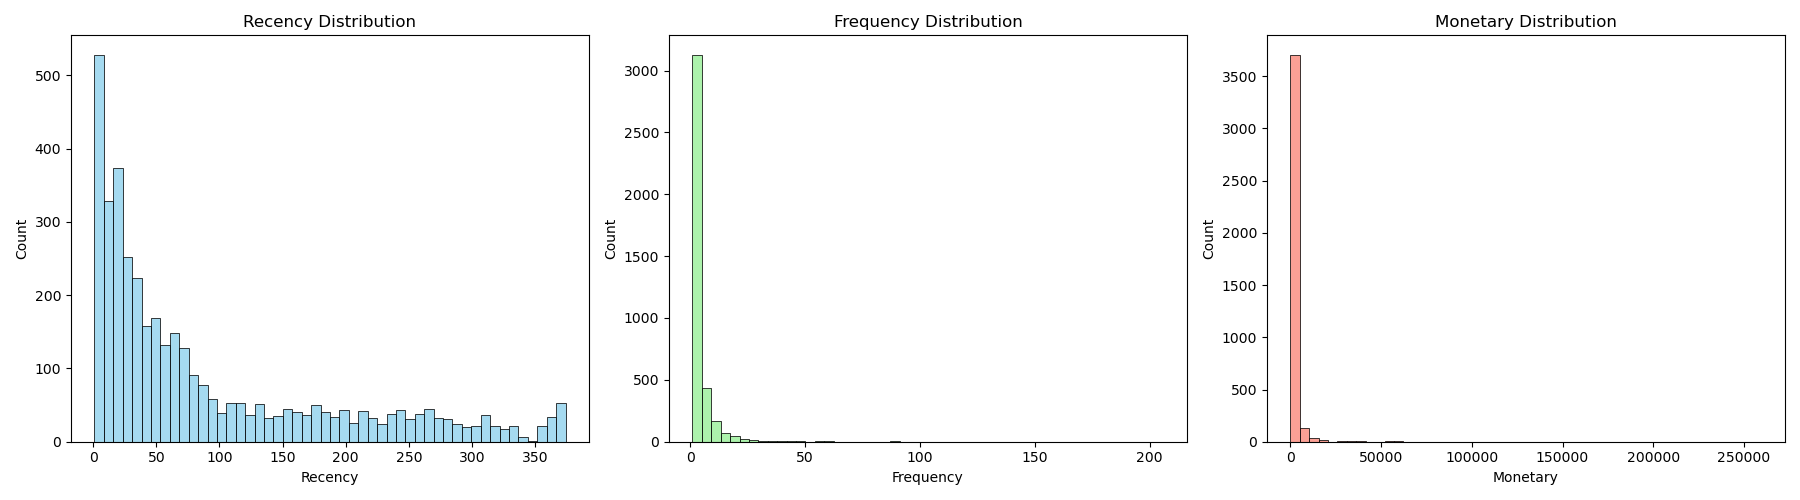 Recency Distribution
500
400
300
200
100
0
Count
0 50 100 150 200 250 300 350
Recency
Frequency Distribution
3000
2500
2000
1500
1000
500
0
Count
0 50 100 150 200
Frequency
Monetary Distribution
3500
3000
2500
2000
1500
1000
500
0
Count
0 50000 100000 150000 200000 250000
Monetary